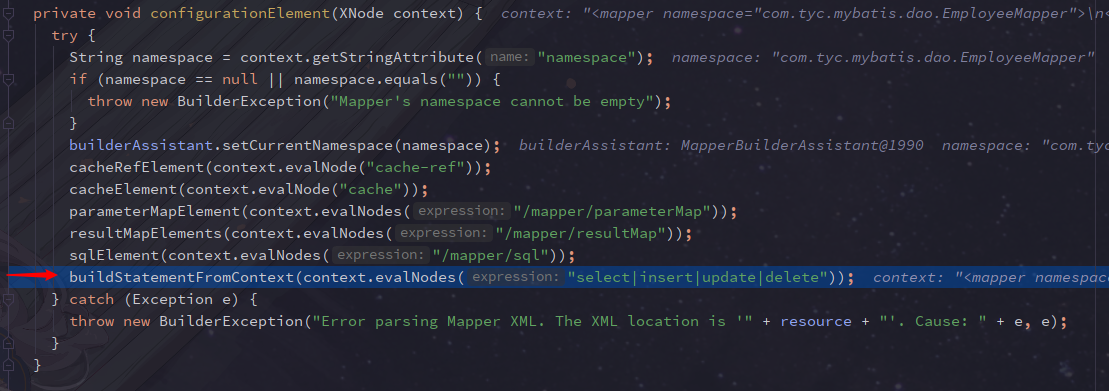 private void configurationElement(XNode context) {  context: "<mapper namespace="com.tyc.mybatis.dao.EmployeeMapper">\n<
try {
String namespace = context.getStringAttribute( name: "namespace");  namespace: "com.tyc.mybatis.dao.EmployeeMapper"
if (namespace == null || namespace.equals("")) {
throw new BuilderException("Mapper's namespace cannot be empty");
}
builderAssistant.setCurrentNamespace(namespace);  builderAssistant: MapperBuilderAssistant@1990  namespace: "com.tyc
cacheRefElement(context.evalNode("cache-ref"));
cacheElement(context.evalNode("cache"));
parameterMapElement(context.evalNodes( expression: "/mapper/parameterMap"));
resultMapElements(context.evalNodes( expression: "/mapper/resultMap"));
sqlElement(context.evalNodes( expression: "/mapper/sql"));
buildStatementFromContext(context.evalNodes( expression: "select|insert|update|delete"));  context: "<mapper namespace
} catch (Exception e) {
throw new BuilderException("Error parsing Mapper XML. The XML location is '" + resource + "'. Cause: " + e, e);
}
}